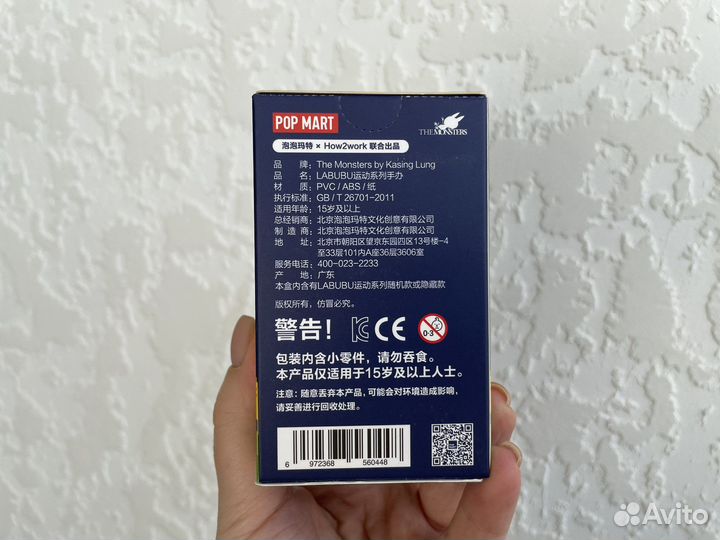 POP MART
THE MONSTERS
泡泡玛特 × How2work 联合出品
品 牌：The Monsters by Kasing Lung
品 名：LABUBU运动系列手办
材 质：PVC / ABS / 纸
执行标准：GB / T 26701-2011
适用年龄：15岁及以上
总经销商：北京泡泡玛特文化创意有限公司
制 造 商：北京泡泡玛特文化创意有限公司
地 址：北京市朝阳区望京东园四区13号楼-4
至33层101内A座36层3606室
服务电话：400-023-2233
产 地：广东
本盒内含有LABUBU运动系列随机款或隐藏款
版权所有，仿冒必究。
警告！ KC CE 0-3
包装内含小零件，请勿吞食。
本产品仅适用于15岁及以上人士。
注意：随意丢弃本产品，可能会对环境造成影响，
请妥善进行回收处理。
6 972368 560448
Avito